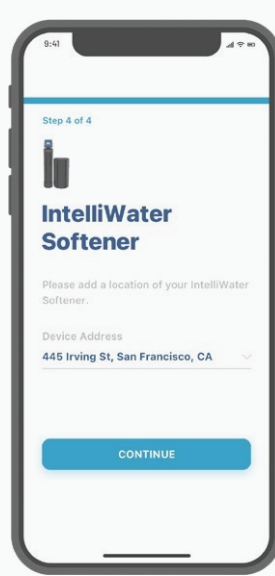 9:41
Step 4 of 4
IntelliWater
Softener
Please add a location of your IntelliWater
Softener.
Device Address
445 Irving St, San Francisco, CA
CONTINUE